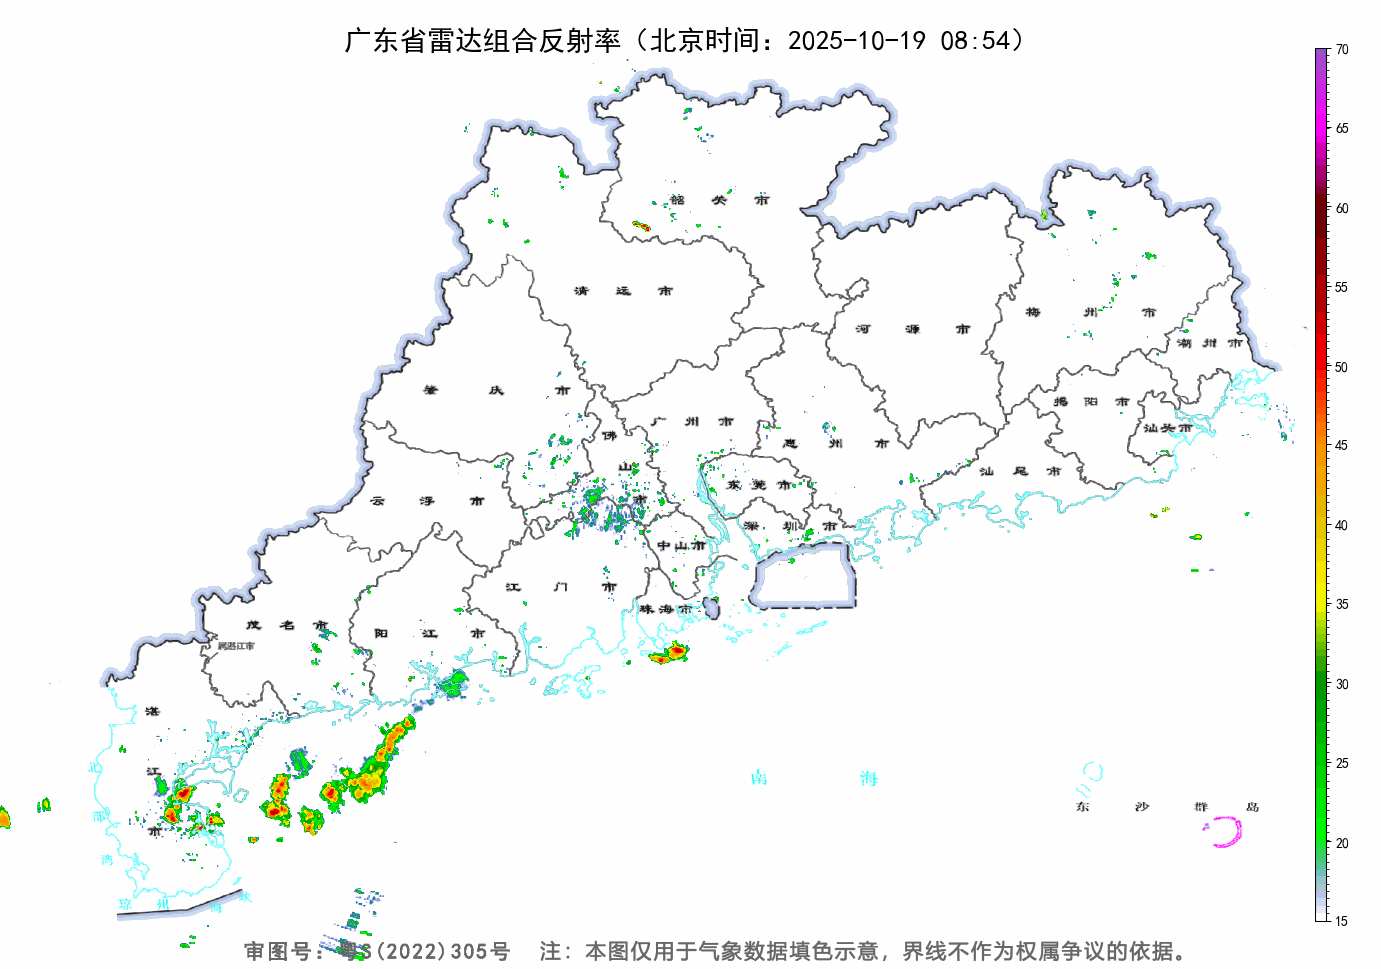 广东省雷达组合反射率（北京时间：2025-10-19 08:54）
70
65
60
55
50
45
40
35
30
25
20
15
韶关市
清远市
河源市
梅州市
潮州市
肇庆市
广州市
揭阳市
汕头市
佛山市
惠州市
汕尾市
云浮市
东莞市
深圳市
中山市
江门市
珠海市
茂名市
阳江市
属湛江市
湛江市
南海
东沙群岛
北部湾
琼州海峡
审图号：粤S(2022)305号 注：本图仅用于气象数据填色示意，界线不作为权属争议的依据。